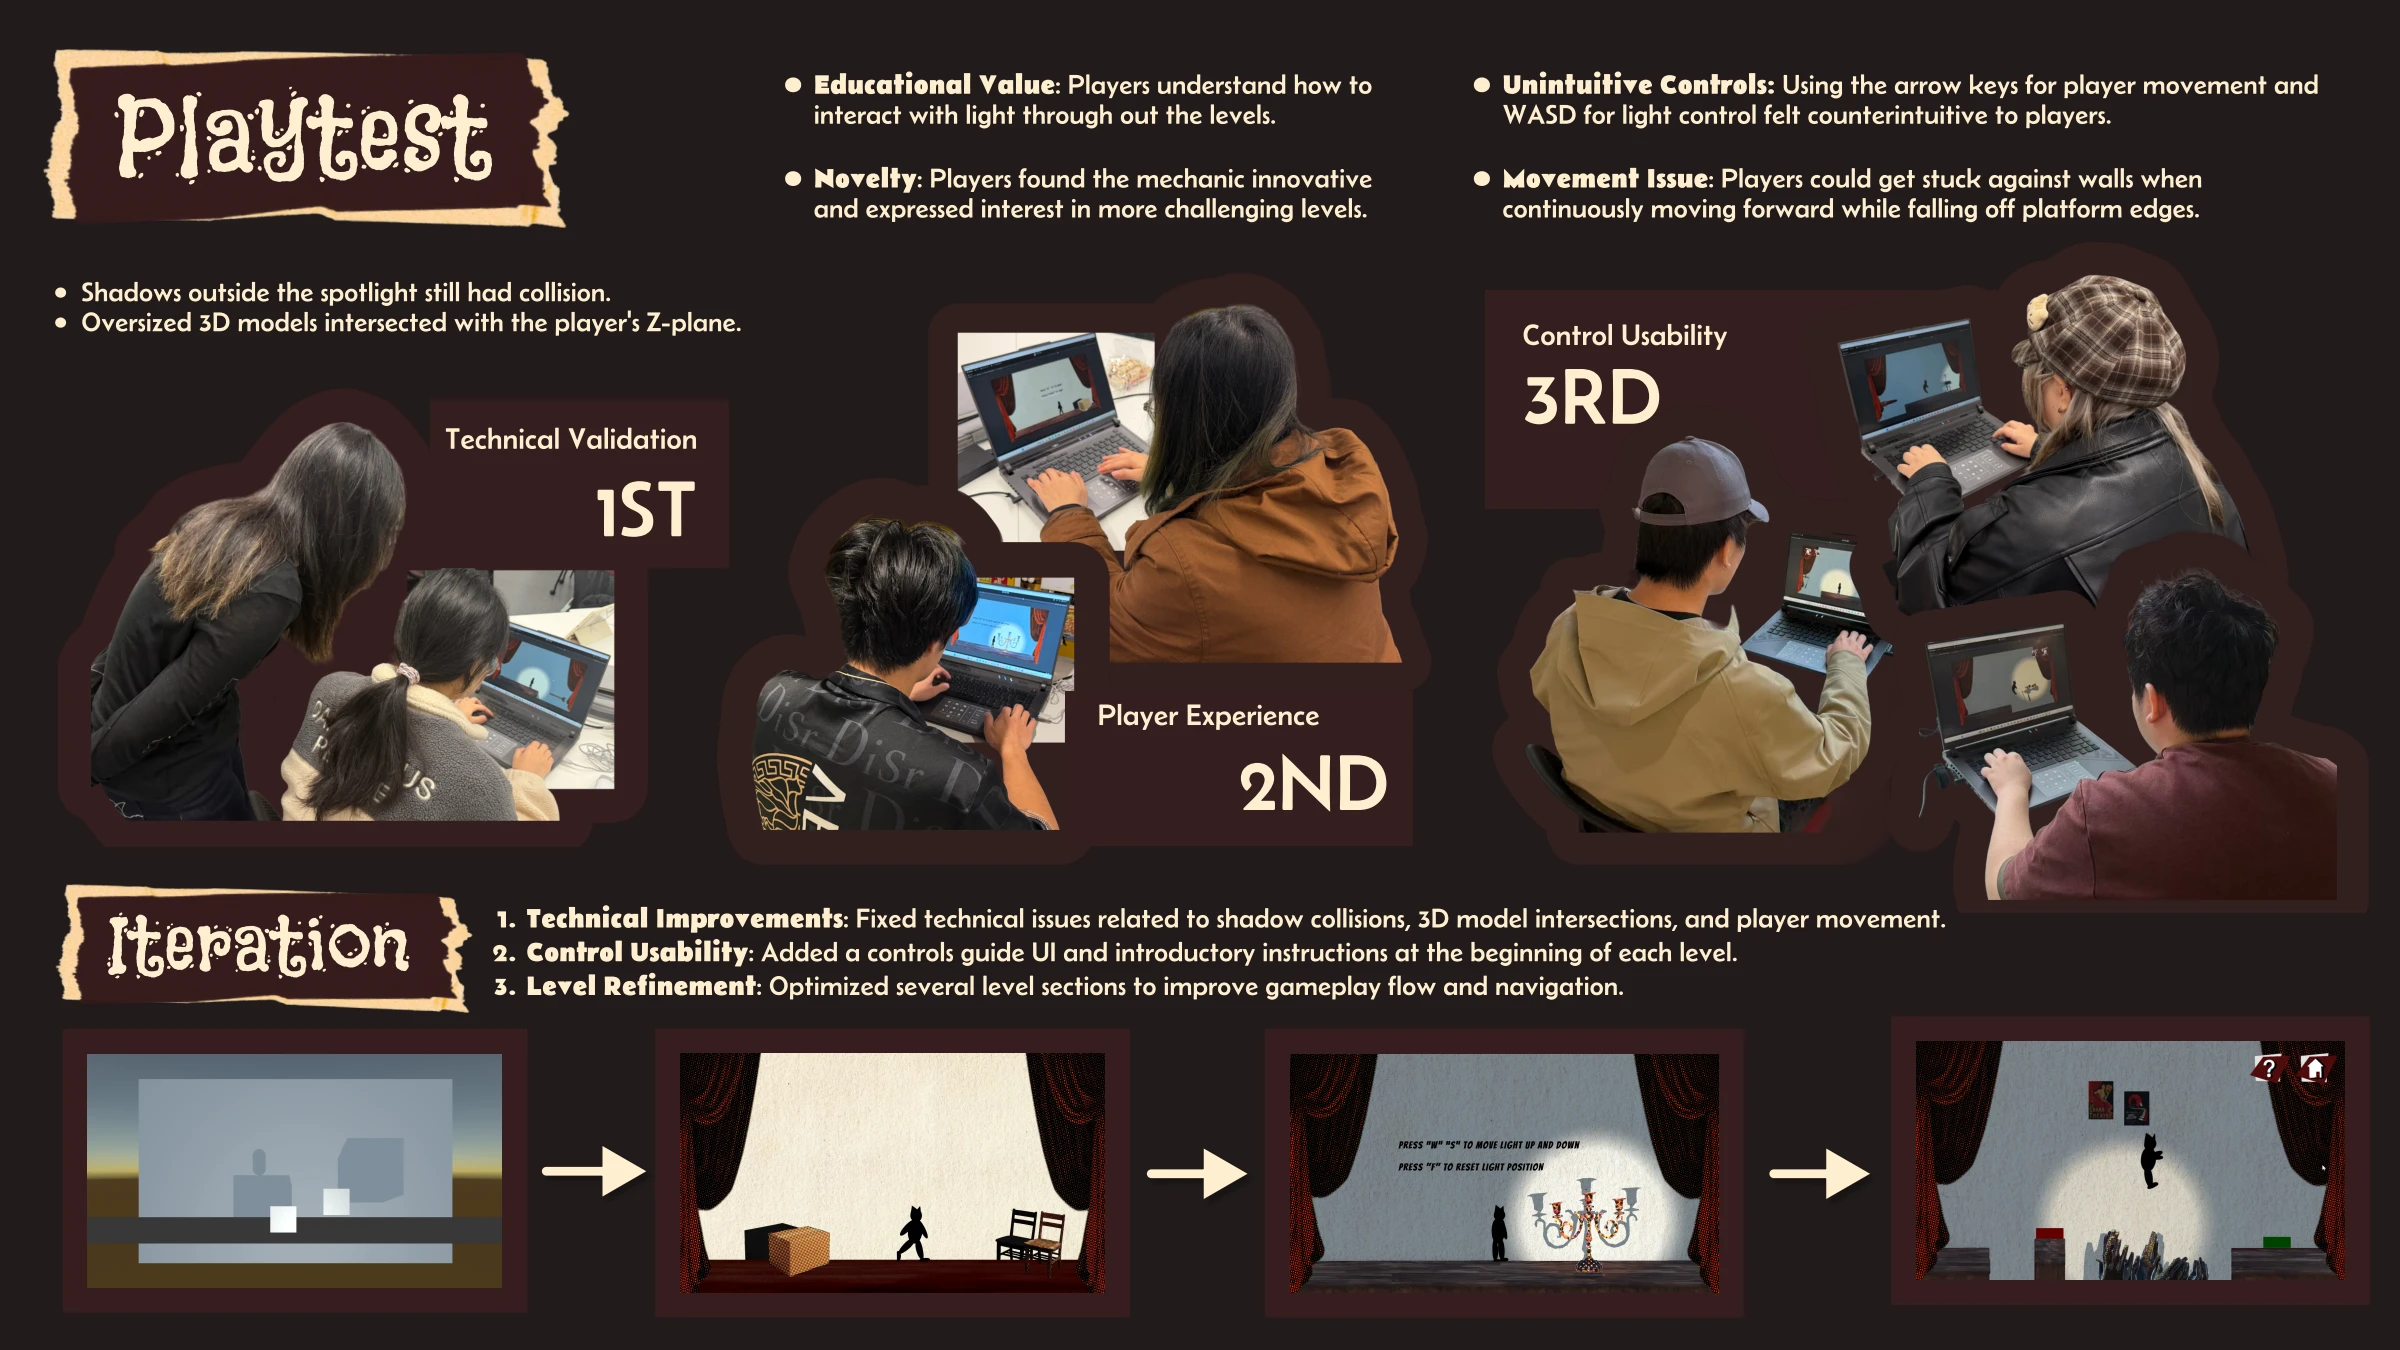 Playtest
• Shadows outside the spotlight still had collision.
• Oversized 3D models intersected with the player's Z-plane.
Technical Validation
1ST
• Educational Value: Players understand how to
interact with light through out the levels.
• Novelty: Players found the mechanic innovative
and expressed interest in more challenging levels.
DiSr DiSr D
Player Experience
2ND
• Unintuitive Controls: Using the arrow keys for player movement and
WASD for light control felt counterintuitive to players.
• Movement Issue: Players could get stuck against walls when
continuously moving forward while falling off platform edges.
Control Usability
3RD
Iteration
1. Technical Improvements: Fixed technical issues related to shadow collisions, 3D model intersections, and player movement.
2. Control Usability: Added a controls guide UI and introductory instructions at the beginning of each level.
3. Level Refinement: Optimized several level sections to improve gameplay flow and navigation.
PRESS "W" "S" TO MOVE LIGHT UP AND DOWN
PRESS "F" TO RESET LIGHT POSITION
?